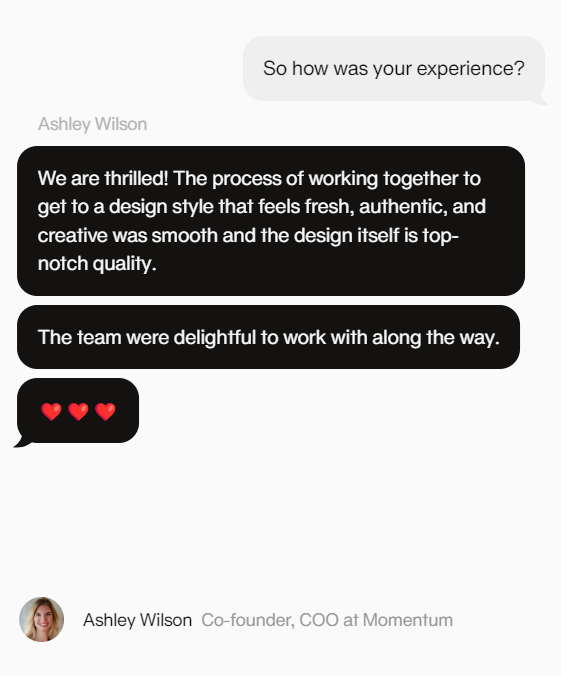 So how was your experience?
Ashley Wilson
We are thrilled! The process of working together to
get to a design style that feels fresh, authentic, and
creative was smooth and the design itself is top-
notch quality.
The team were delightful to work with along the way.
❤️❤️❤️
Ashley Wilson Co-founder, COO at Momentum